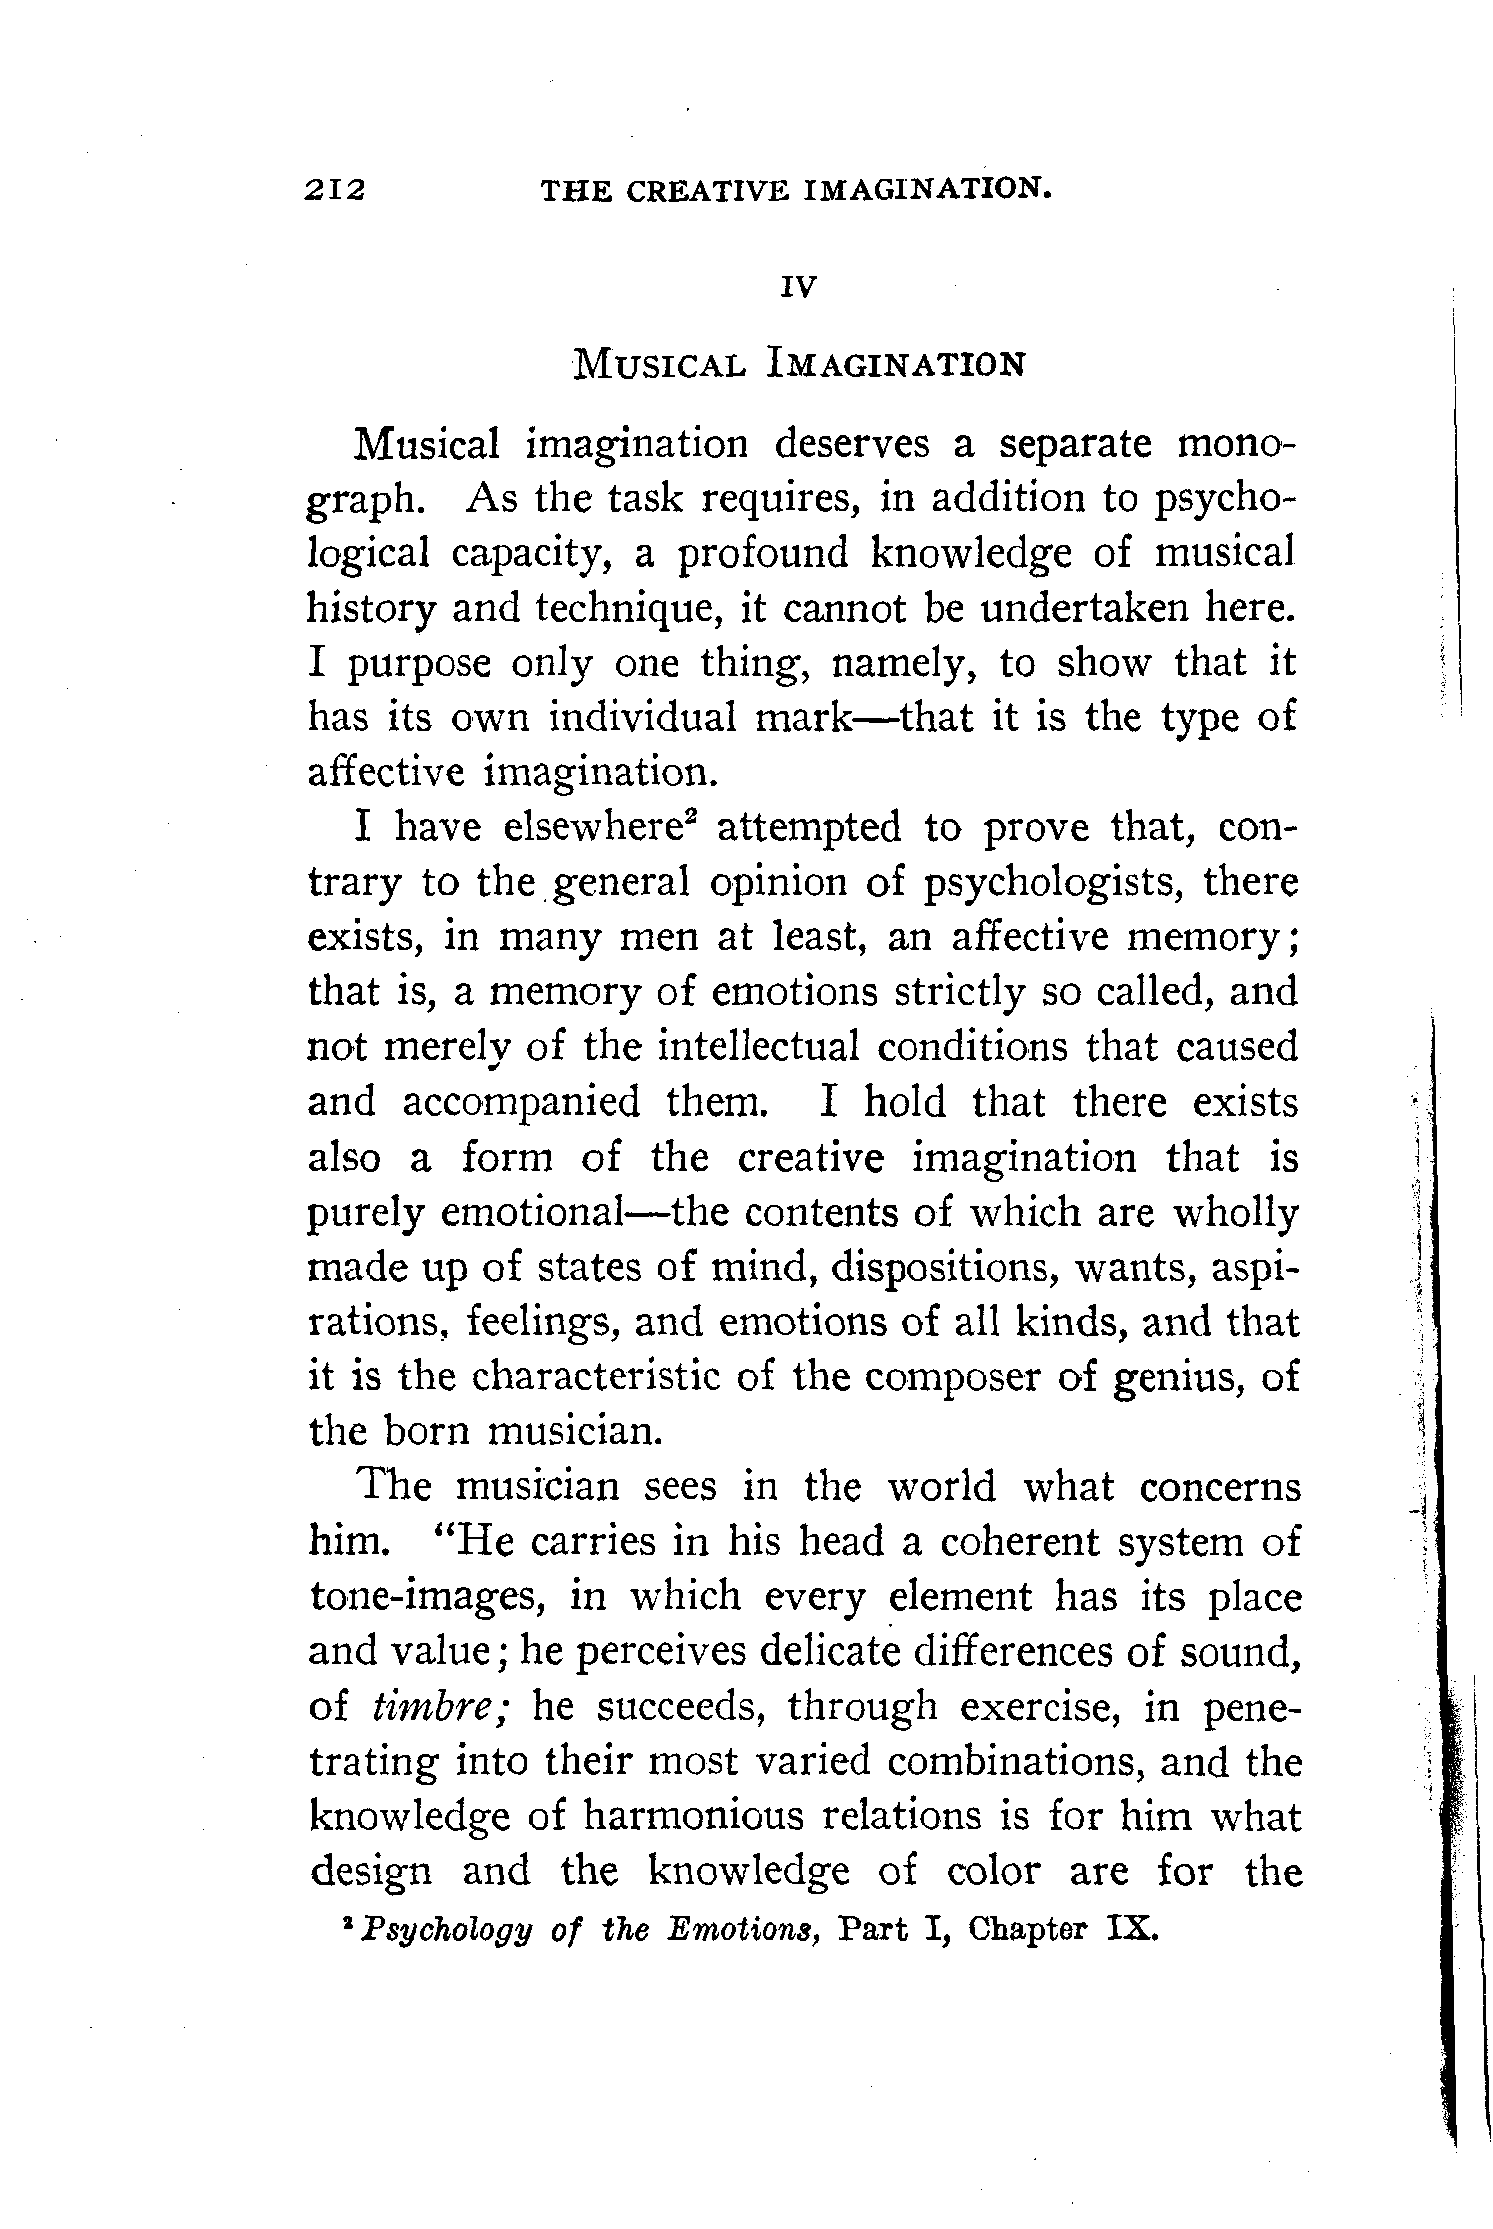 212 THE CREATIVE IMAGINATION.
IV
MUSICAL IMAGINATION
Musical imagination deserves a separate mono-
graph. As the task requires, in addition to psycho-
logical capacity, a profound knowledge of musical
history and technique, it cannot be undertaken here.
I purpose only one thing, namely, to show that it
has its own individual mark—that it is the type of
affective imagination.
I have elsewhere² attempted to prove that, con-
trary to the general opinion of psychologists, there
exists, in many men at least, an affective memory;
that is, a memory of emotions strictly so called, and
not merely of the intellectual conditions that caused
and accompanied them. I hold that there exists
also a form of the creative imagination that is
purely emotional—the contents of which are wholly
made up of states of mind, dispositions, wants, aspi-
rations, feelings, and emotions of all kinds, and that
it is the characteristic of the composer of genius, of
the born musician.
The musician sees in the world what concerns
him. "He carries in his head a coherent system of
tone-images, in which every element has its place
and value; he perceives delicate differences of sound,
of timbre; he succeeds, through exercise, in pene-
trating into their most varied combinations, and the
knowledge of harmonious relations is for him what
design and the knowledge of color are for the
² Psychology of the Emotions, Part I, Chapter IX.